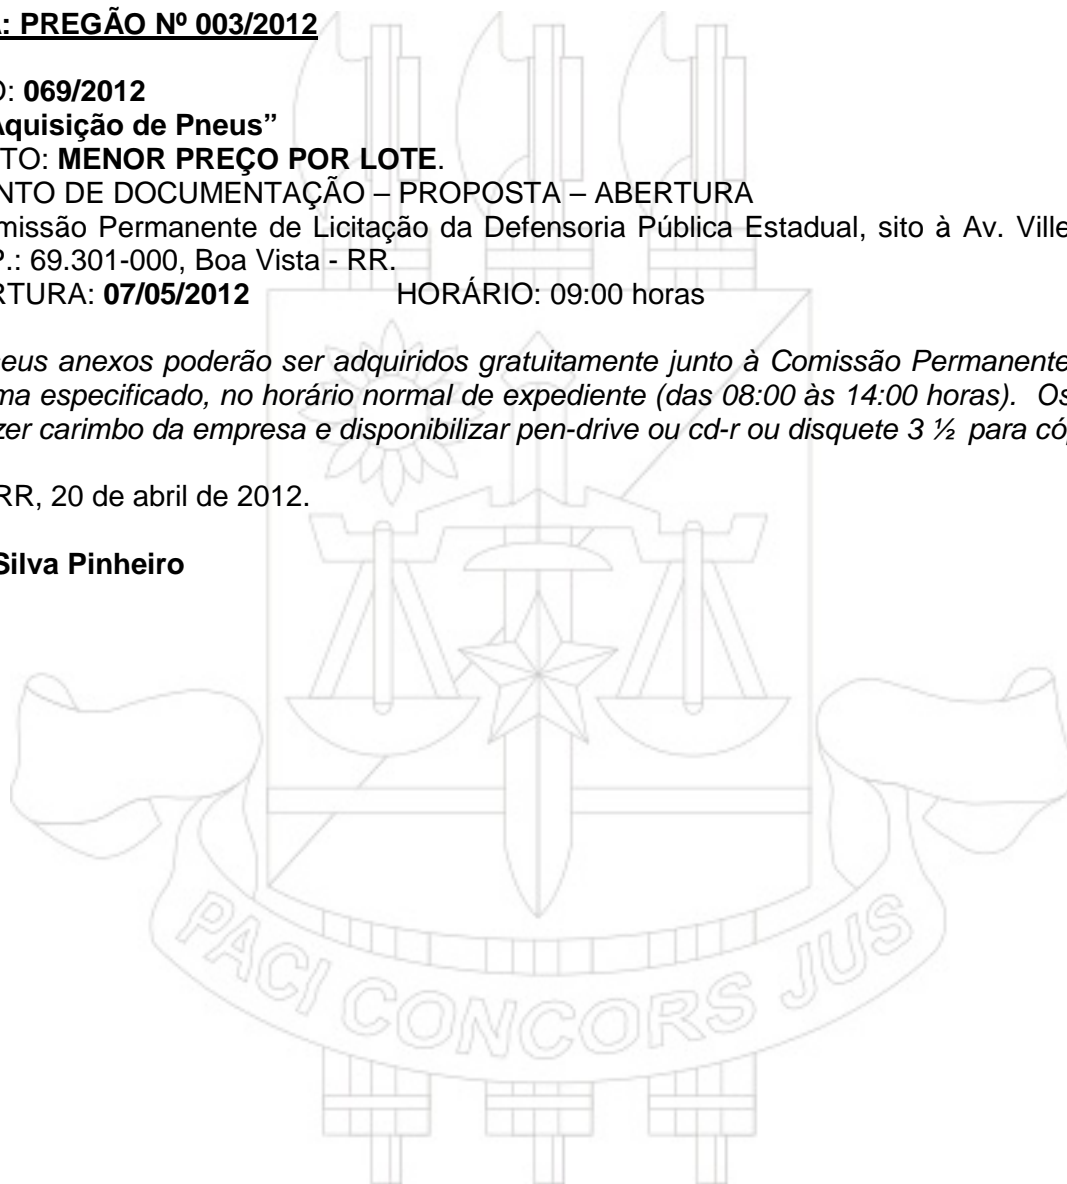 : PREGÃO Nº 003/2012
: 069/2012
Aquisição de Pneus”
TO: MENOR PREÇO POR LOTE.
NTO DE DOCUMENTAÇÃO – PROPOSTA – ABERTURA
missão Permanente de Licitação da Defensoria Pública Estadual, sito à Av. Ville
P.: 69.301-000, Boa Vista - RR.
RTURA: 07/05/2012 HORÁRIO: 09:00 horas
eus anexos poderão ser adquiridos gratuitamente junto à Comissão Permanente
ma especificado, no horário normal de expediente (das 08:00 às 14:00 horas). Os
zer carimbo da empresa e disponibilizar pen-drive ou cd-r ou disquete 3 ½ para có
RR, 20 de abril de 2012.
Silva Pinheiro
PACI CONCORS JUS